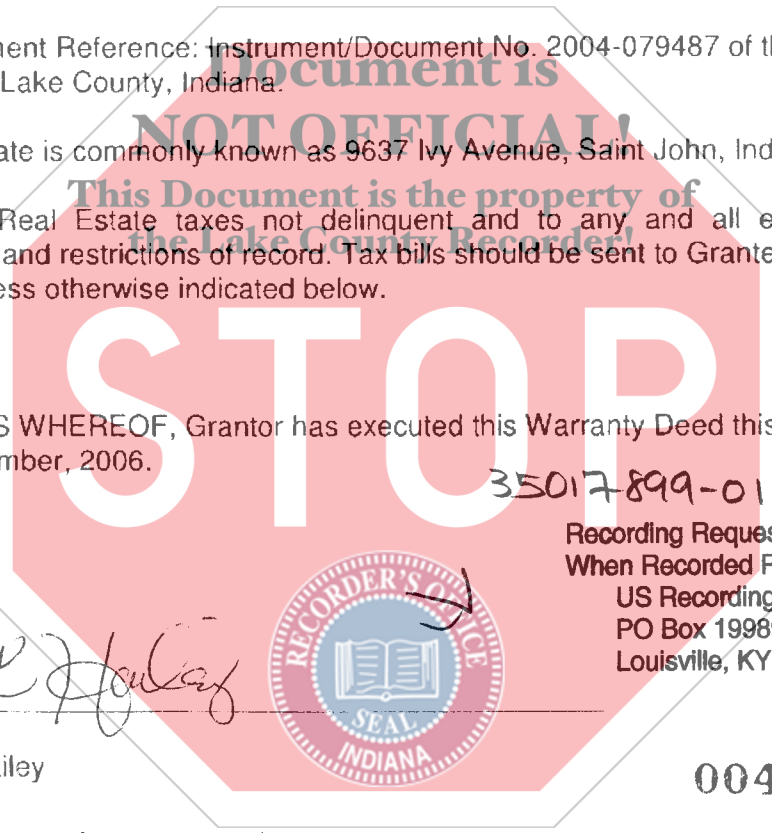 ment Reference: Instrument/Document No. 2004-079487 of th
Lake County, Indiana.
Document is
NOT OFFICIAL!
This Document is the property of
the Lake County Recorder!
ate is commonly known as 9637 Ivy Avenue, Saint John, Ind
Real Estate taxes not delinquent and to any and all e
and restrictions of record. Tax bills should be sent to Grante
ess otherwise indicated below.
STOP
S WHEREOF, Grantor has executed this Warranty Deed this
mber, 2006.
35017899-01
Recording Reques
When Recorded R
US Recording
PO Box 1998
Louisville, KY
RECORDER'S OFFICE
SEAL
INDIANA
iley
004